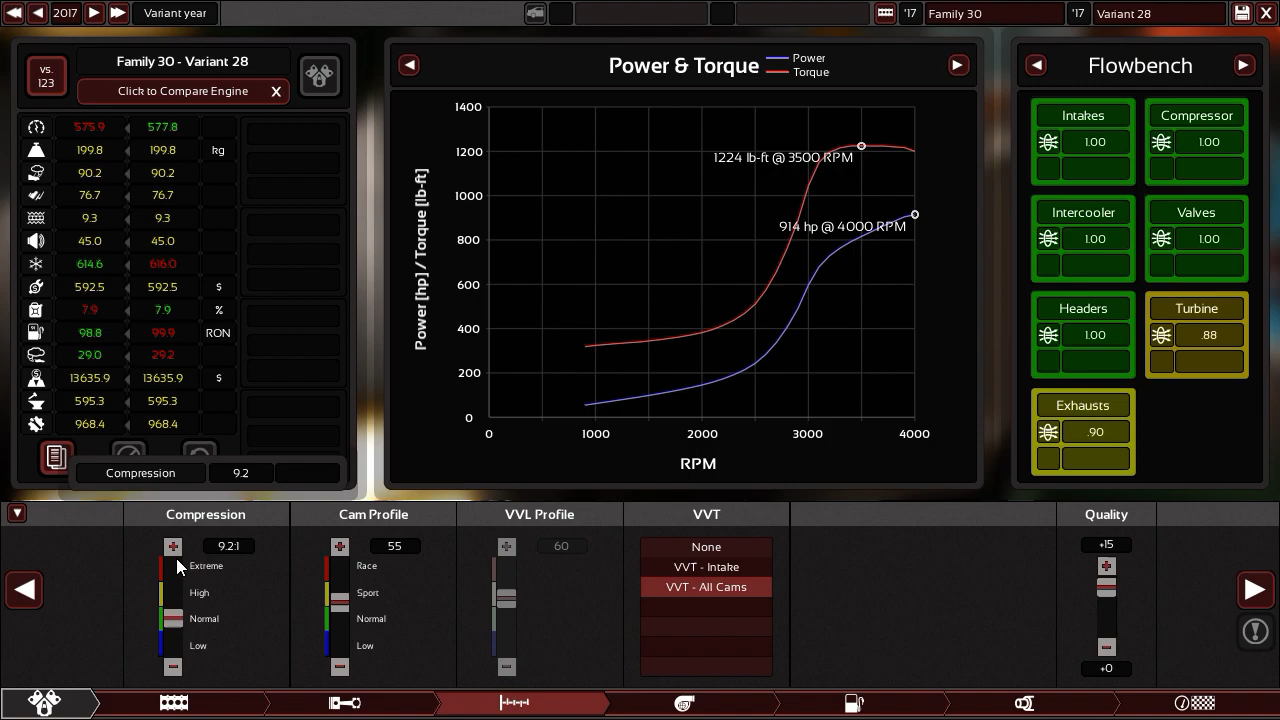 2017 Variant year '17 Family 30 '17 Variant 28
vs. 123
Family 30 - Variant 28
Click to Compare Engine X
575.9 577.8
199.8 199.8 kg
90.2 90.2
76.7 76.7
9.3 9.3
45.0 45.0
614.6 616.0
592.5 592.5 $
7.9 7.9 %
98.8 99.9 RON
29.0 29.2
13635.9 13635.9 $
595.3 595.3
968.4 968.4
Compression 9.2
Power & Torque
Power
Torque
Power [hp] / Torque [lb-ft]
1400
1200
1000
800
600
400
200
0
1224 lb-ft @ 3500 RPM
914 hp @ 4000 RPM
0 1000 2000 3000 4000
RPM
Flowbench
Intakes Compressor
1.00 1.00
Intercooler Valves
1.00 1.00
Headers Turbine
1.00 .88
Exhausts
.90
Compression Cam Profile VVL Profile VVT Quality
9.2:1
Extreme
High
Normal
Low
55
Race
Sport
Normal
Low
60
None
VVT - Intake
VVT - All Cams
+15
+0